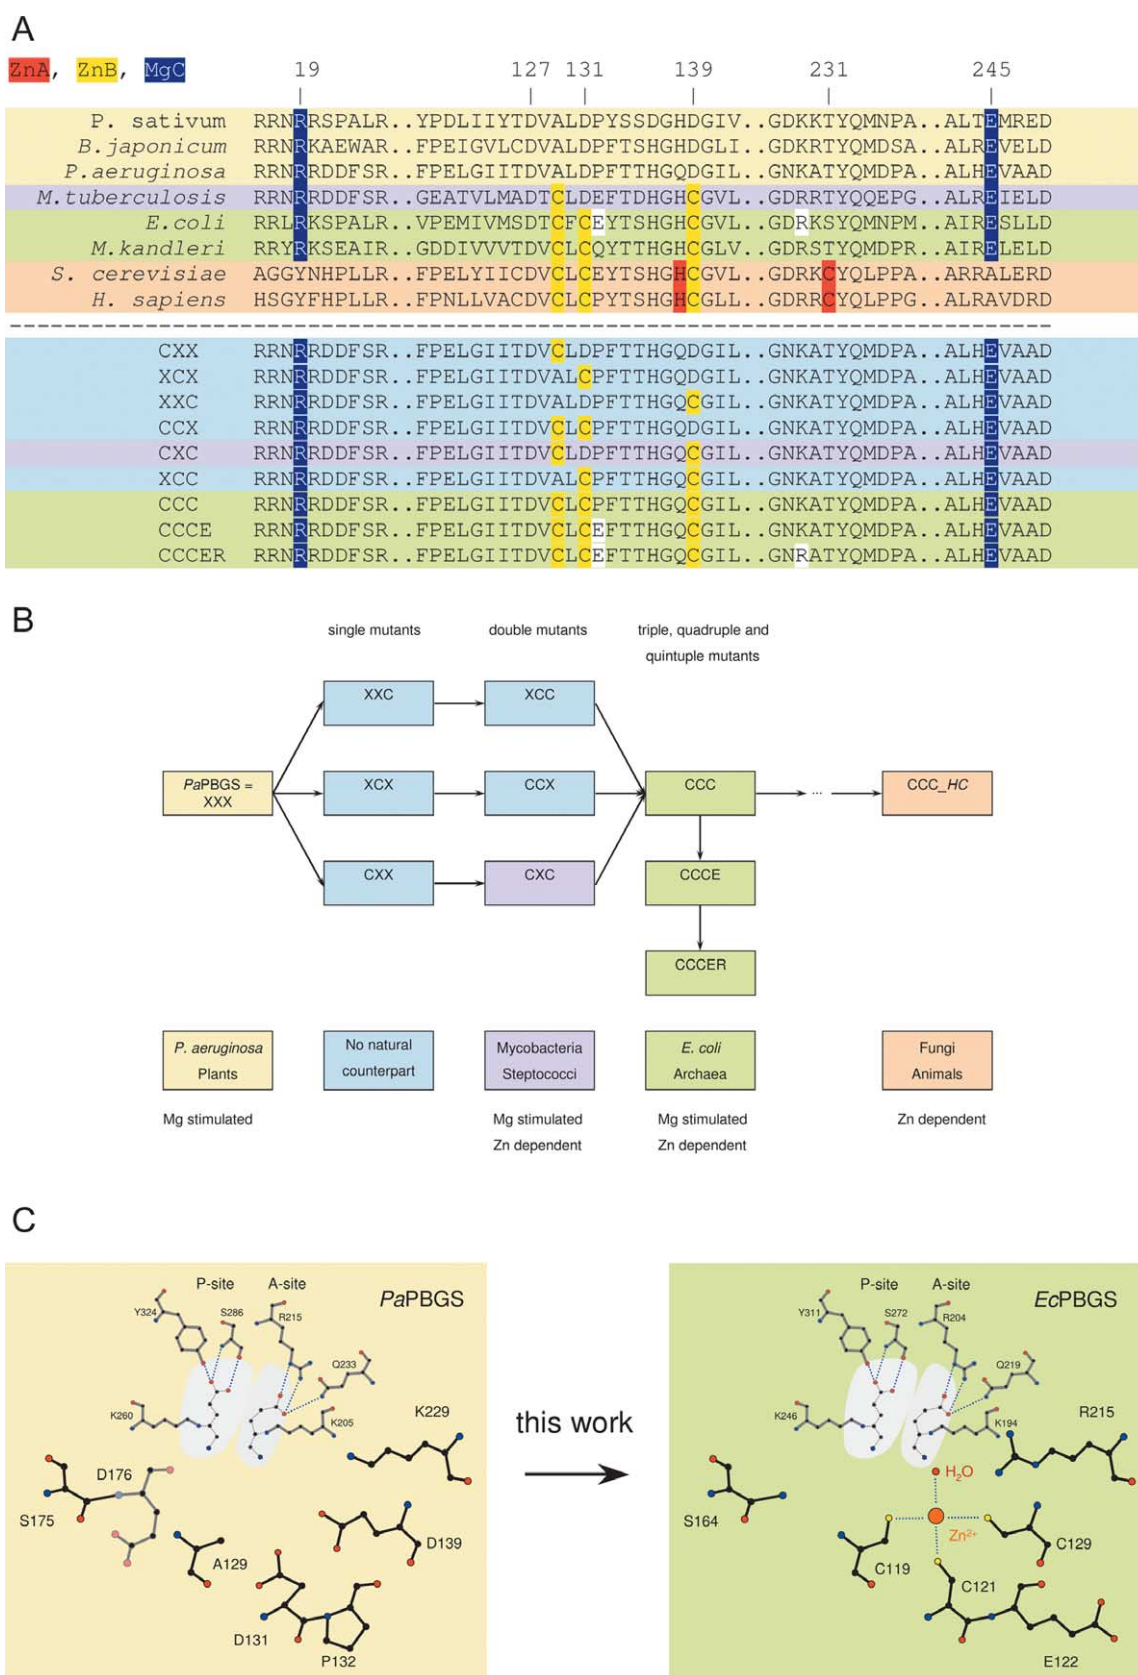 A
ZnA, ZnB, MgC 19 127 131 139 231 245
P. sativum RRNRRSPALR..YPDLIIYTDVALDPYSSDGHDGIV..GDKKTYQMNPA..ALTEMRED
B.japonicum RRNRKAEWAR..FPEIGVLCDVALDPFTSHGHDGLI..GDKRTYQMDSA..ALREVELD
P.aeruginosa RRNRKAEWAR..FPEIGVLCDVALDPFTSHGQDGLI..GDKRTYQMDSA..ALREVELD
M.tuberculosis RRNRRSPALR..GEATVLMADTCLDEFTDHGHCGVL..GDRRTYQQEPG..ALREIELD
E.coli RRLRKSPALR..VPEMIVMSDTCFCEYTSHGHCGVL..GDRKSYQMNPM..AIRESLLD
M.kandleri RRYRKSEAIR..GDDIVVVTDVCLCQYTTHGHCGLV..GDRSTYQMDPR..AIRELELD
S. cerevisiae AGGYNHPLLR..FPELYIICDVCLCEYTSHGHCGVL..GDRKCYQLPPA..ARRALERD
H. sapiens HSGYFHPLLR..FPNLLVACDVCLCPYTSHGHCGLL..GDRRCYQLPPG..ALRAVDRD
CXX RRNRRDDFSR..FPELGIITDVCLDPFTTHGQDGIL..GNKATYQMDPA..ALHEVAAD
XCX RRNRRDDFSR..FPELGIITDVALCPFTTHGQDGIL..GNKATYQMDPA..ALHEVAAD
XXC RRNRRDDFSR..FPELGIITDVALDPFTTHGQCGIL..GNKATYQMDPA..ALHEVAAD
CCX RRNRRDDFSR..FPELGIITDVCLCPFTTHGQDGIL..GNKATYQMDPA..ALHEVAAD
CXC RRNRRDDFSR..FPELGIITDVCLDPFTTHGQCGIL..GNKATYQMDPA..ALHEVAAD
XCC RRNRRDDFSR..FPELGIITDVALCPFTTHGQCGIL..GNKATYQMDPA..ALHEVAAD
CCC RRNRRDDFSR..FPELGIITDVCLCPFTTHGQCGIL..GNKATYQMDPA..ALHEVAAD
CCCE RRNRRDDFSR..FPELGIITDVCLCEFTTHGQCGIL..GNKATYQMDPA..ALHEVAAD
CCCER RRNRRDDFSR..FPELGIITDVCLCEFTTHGQCGIL..GNRATYQMDPA..ALHEVAAD
B
single mutants double mutants triple, quadruple and
quintuple mutants
XXC XCC
PaPBGS =
XXX
XCX CCX CCC ... CCC_HC
CXX CXC CCCE
CCCER
P. aeruginosa
Plants
No natural
counterpart
Mycobacteria
Steptococci
E. coli
Archaea
Fungi
Animals
Mg stimulated
Mg stimulated
Zn dependent
Mg stimulated
Zn dependent
Zn dependent
C
P-site A-site PaPBGS
Y324 S286 R215
Q233
K260 K205 K229
D176
S175
A129 D139
D131
P132
this work
P-site A-site EcPBGS
Y311 S272 R204
Q219
K246 K194 R215
H2O
S164
Zn2+
C119 C129
C121
E122